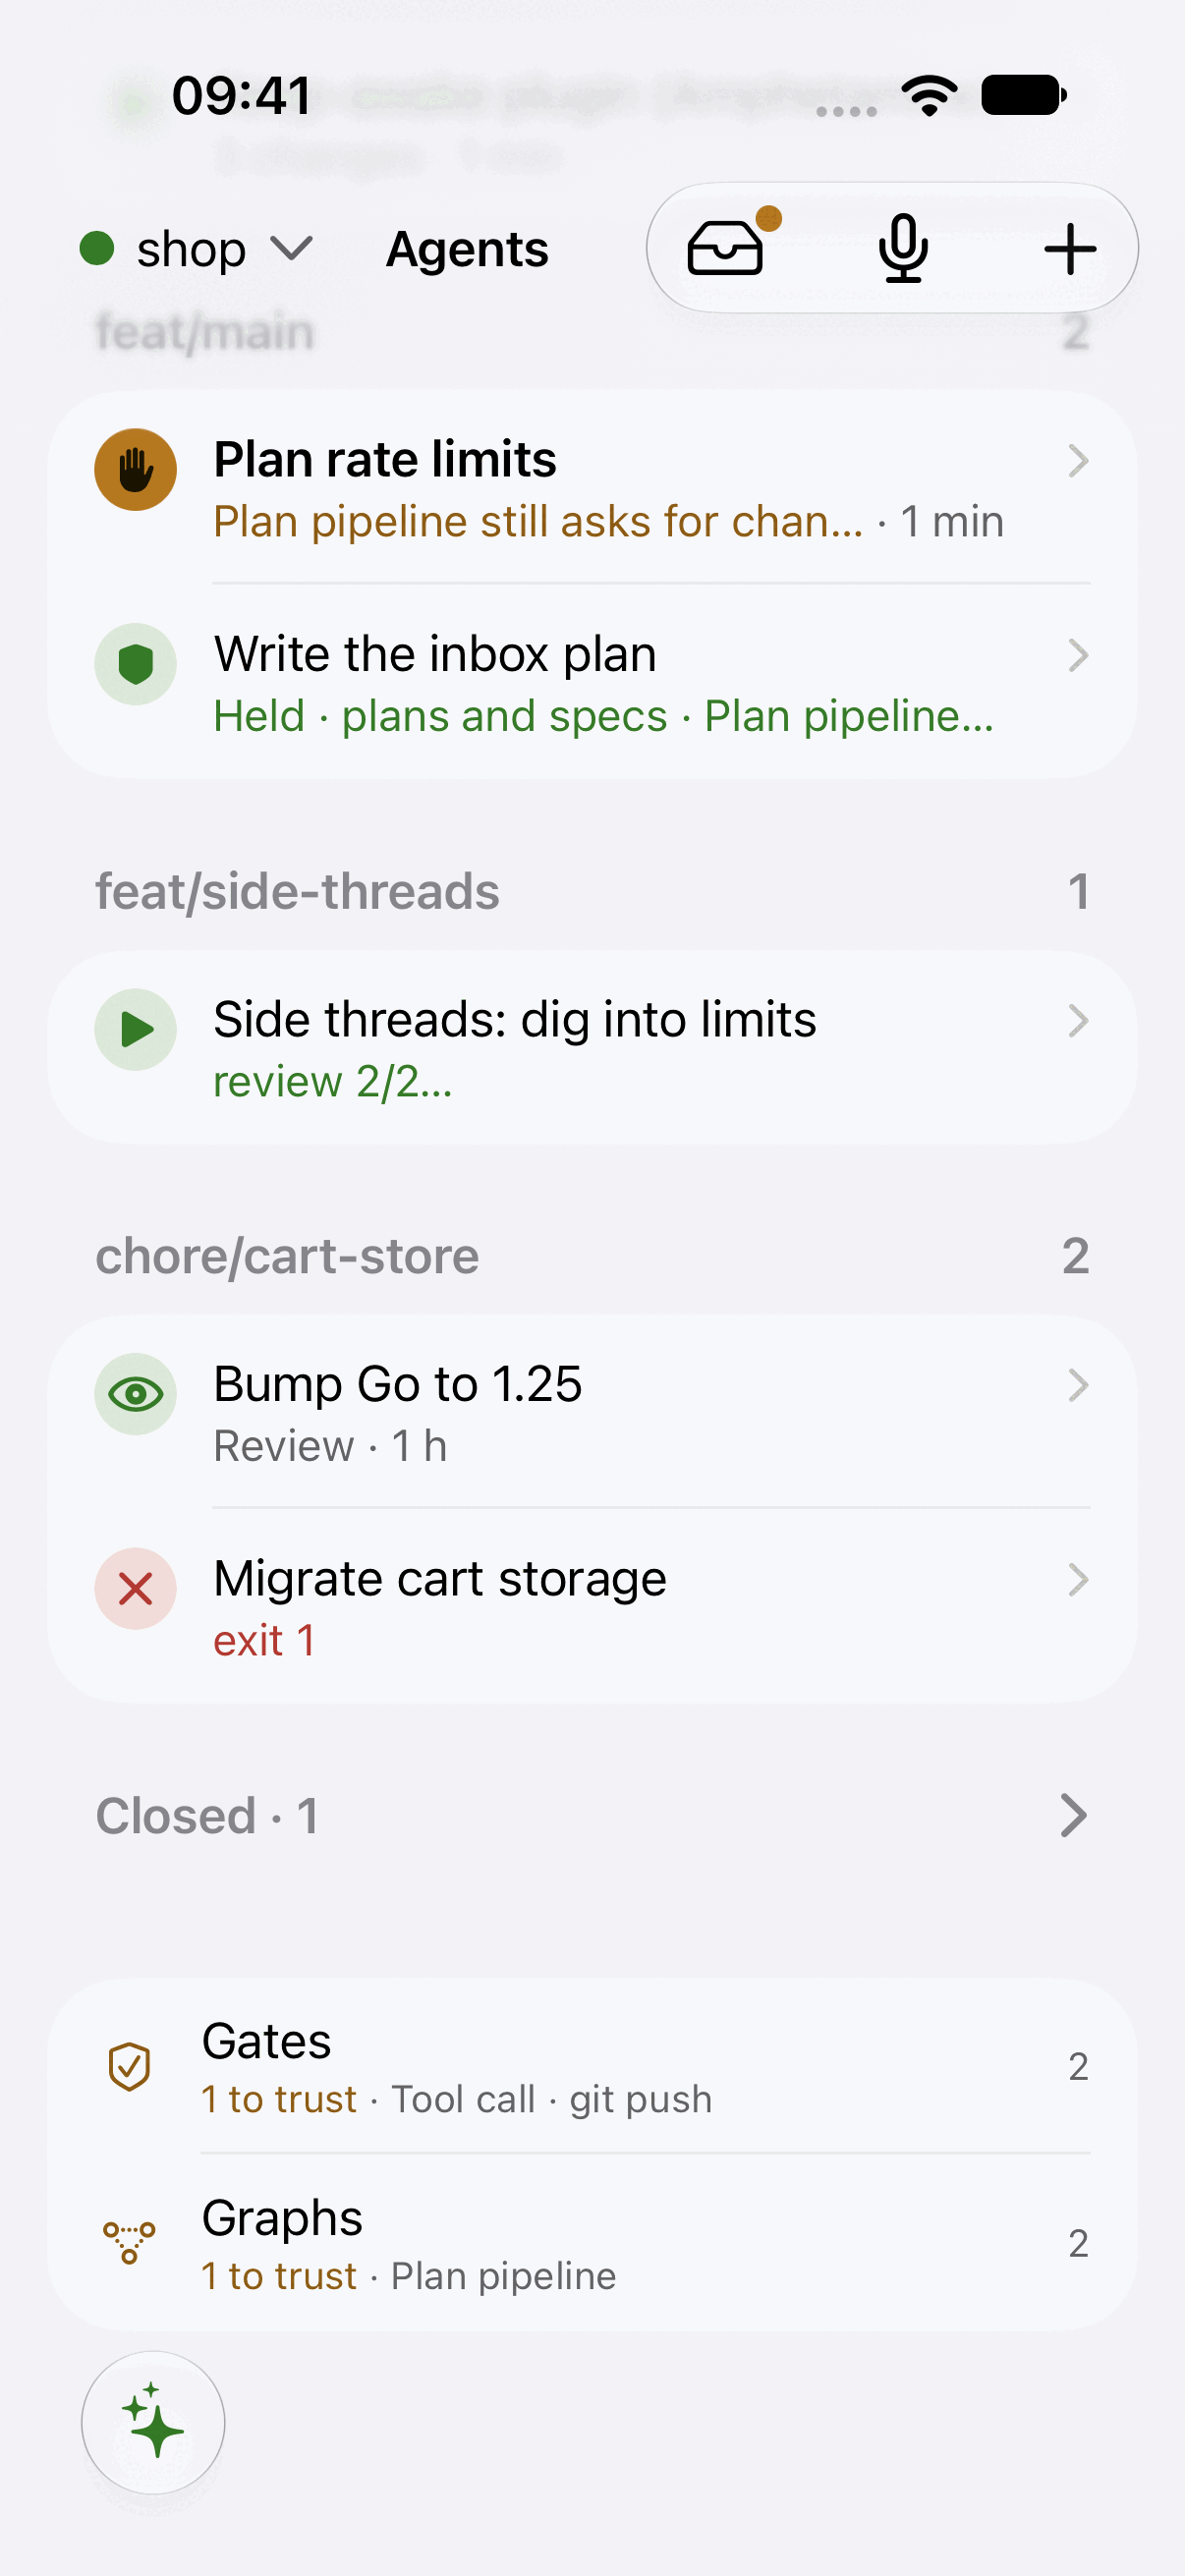 09:41
shop
Agents
feat/main
2
Plan rate limits
Plan pipeline still asks for chan... · 1 min
Write the inbox plan
Held · plans and specs · Plan pipeline...
feat/side-threads
1
Side threads: dig into limits
review 2/2...
chore/cart-store
2
Bump Go to 1.25
Review · 1 h
Migrate cart storage
exit 1
Closed · 1
Gates
2
1 to trust · Tool call · git push
Graphs
2
1 to trust · Plan pipeline